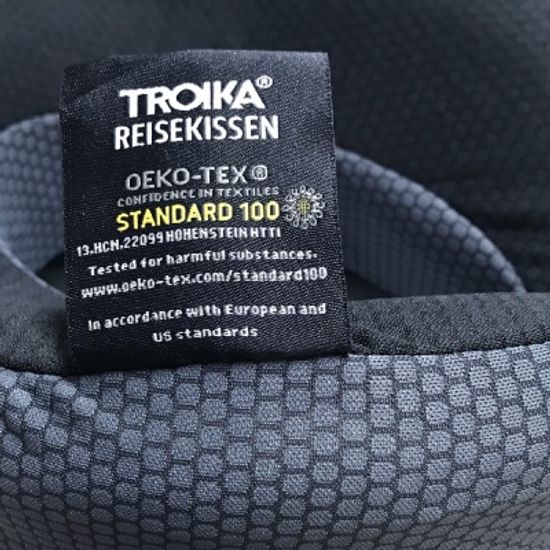 TROIKA®
REISEKISSEN
OEKO-TEX®
CONFIDENCE IN TEXTILES
STANDARD 100
13.HCN.22099 HOHENSTEIN HTTI
Tested for harmful substances.
www.oeko-tex.com/standard100
In accordance with European and
US standards